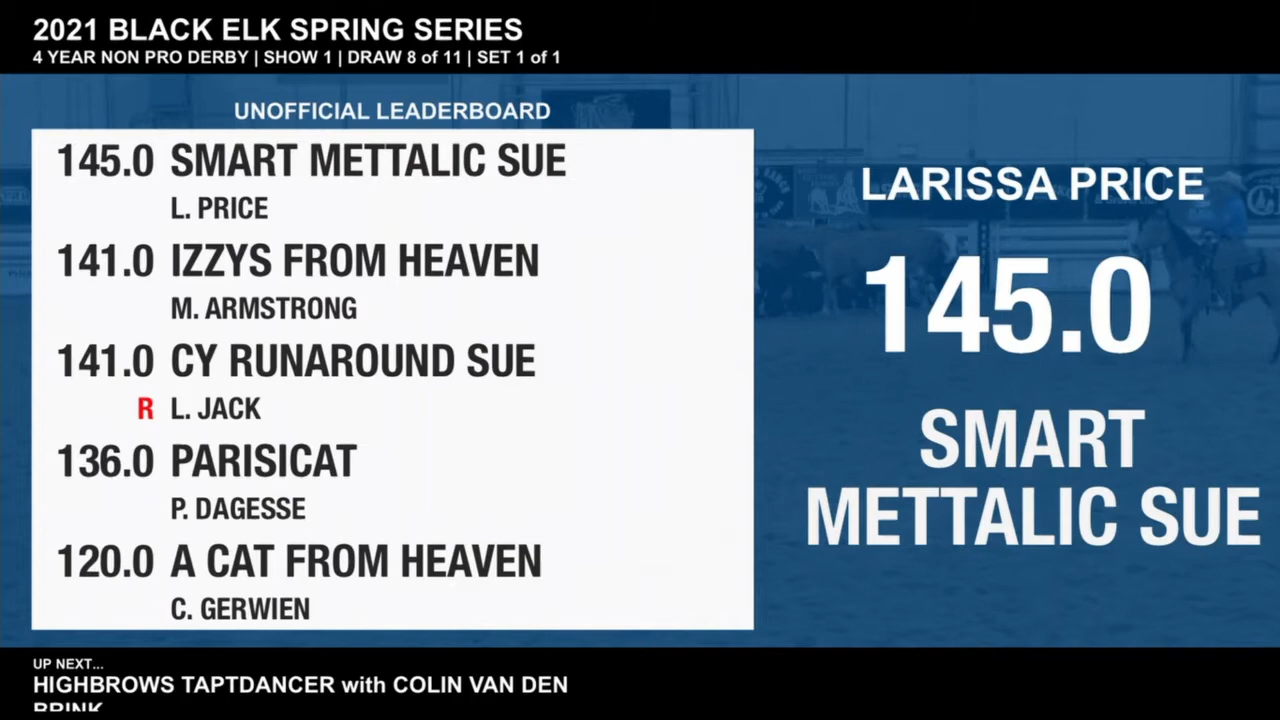 2021 BLACK ELK SPRING SERIES
4 YEAR NON PRO DERBY | SHOW 1 | DRAW 8 of 11 | SET 1 of 1
UNOFFICIAL LEADERBOARD
145.0 SMART METTALIC SUE
L. PRICE
141.0 IZZYS FROM HEAVEN
M. ARMSTRONG
141.0 CY RUNAROUND SUE
R L. JACK
136.0 PARISICAT
P. DAGESSE
120.0 A CAT FROM HEAVEN
C. GERWIEN
LARISSA PRICE
145.0
SMART
METTALIC SUE
UP NEXT...
HIGHBROWS TAPTDANCER with COLIN VAN DEN
BRINK